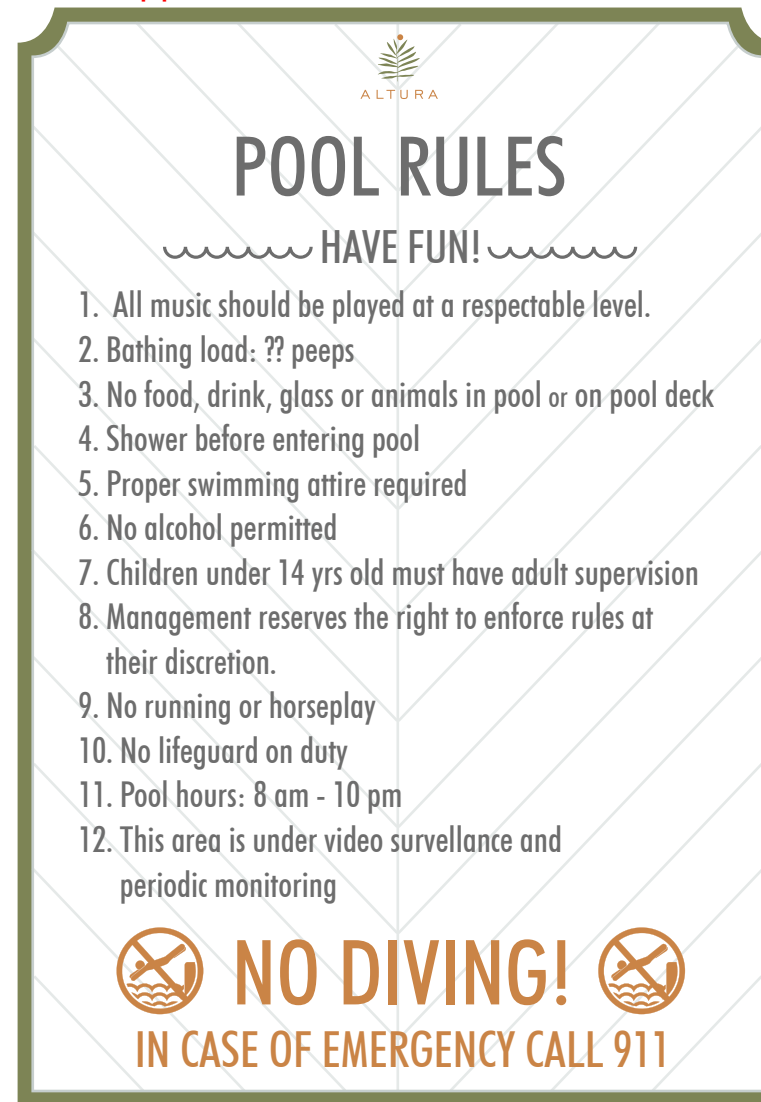 ALTURA
POOL RULES
HAVE FUN!
1. All music should be played at a respectable level.
2. Bathing load: ?? peeps
3. No food, drink, glass or animals in pool or on pool deck
4. Shower before entering pool
5. Proper swimming attire required
6. No alcohol permitted
7. Children under 14 yrs old must have adult supervision
8. Management reserves the right to enforce rules at
their discretion.
9. No running or horseplay
10. No lifeguard on duty
11. Pool hours: 8 am - 10 pm
12. This area is under video survellance and
periodic monitoring
NO DIVING!
IN CASE OF EMERGENCY CALL 911